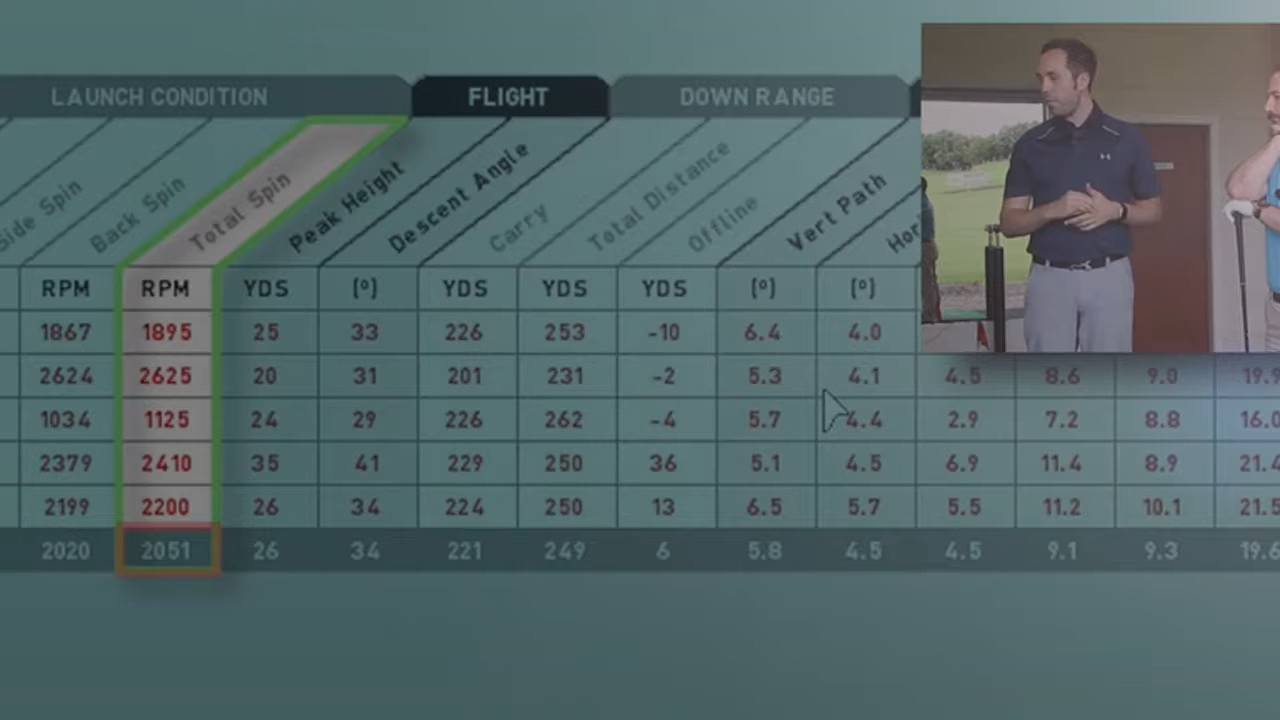 LAUNCH CONDITION FLIGHT DOWN RANGE
Side Spin Back Spin Total Spin Peak Height Descent Angle Carry Total Distance Offline Vert Path
RPM RPM YDS (º) YDS YDS YDS (º) (º)
1867 1895 25 33 226 253 -10 6.4 4.0
2624 2625 20 31 201 231 -2 5.3 4.1 4.5 8.6 9.0 19.9
1034 1125 24 29 226 262 -4 5.7 4.4 2.9 7.2 8.8 16.0
2379 2410 35 41 229 250 36 5.1 4.5 6.9 11.4 8.9 21.4
2199 2200 26 34 224 250 13 6.5 5.7 5.5 11.2 10.1 21.5
2020 2051 26 34 221 249 6 5.8 4.5 4.5 9.1 9.3 19.6